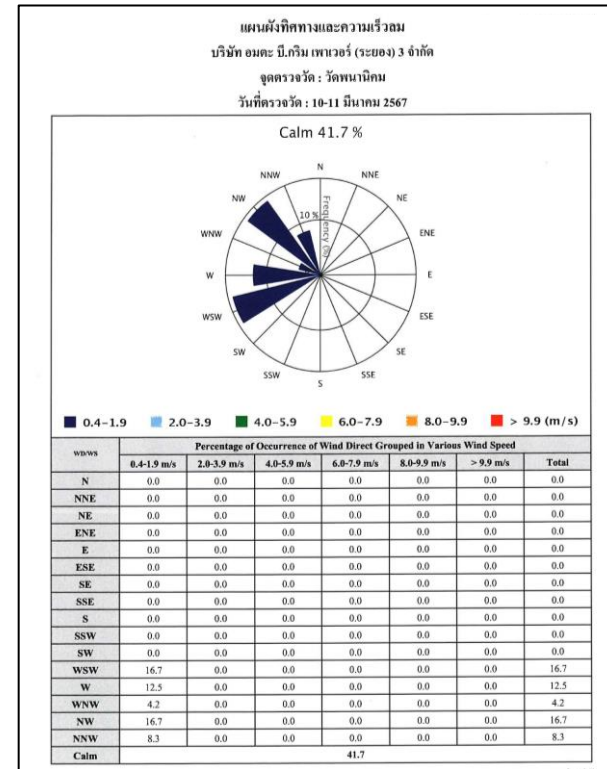 แผนผังทิศทางและความเร็วลม
บริษัท อมตะ บี.กริม เพาเวอร์ (ระยอง) 3 จำกัด
จุดตรวจวัด : วัดพนานิคม
วันที่ตรวจวัด : 10-11 มีนาคม 2567
Calm 41.7 %
N
NNW NNE
NW NE
10 %
Frequency (%)
WNW ENE
W E
WSW ESE
SW SE
SSW SSE
S
0.4-1.9 2.0-3.9 4.0-5.9 6.0-7.9 8.0-9.9 > 9.9 (m/s)
WD/WS Percentage of Occurrence of Wind Direct Grouped in Various Wind Speed
0.4-1.9 m/s 2.0-3.9 m/s 4.0-5.9 m/s 6.0-7.9 m/s 8.0-9.9 m/s > 9.9 m/s Total
N 0.0 0.0 0.0 0.0 0.0 0.0 0.0
NNE 0.0 0.0 0.0 0.0 0.0 0.0 0.0
NE 0.0 0.0 0.0 0.0 0.0 0.0 0.0
ENE 0.0 0.0 0.0 0.0 0.0 0.0 0.0
E 0.0 0.0 0.0 0.0 0.0 0.0 0.0
ESE 0.0 0.0 0.0 0.0 0.0 0.0 0.0
SE 0.0 0.0 0.0 0.0 0.0 0.0 0.0
SSE 0.0 0.0 0.0 0.0 0.0 0.0 0.0
S 0.0 0.0 0.0 0.0 0.0 0.0 0.0
SSW 0.0 0.0 0.0 0.0 0.0 0.0 0.0
SW 0.0 0.0 0.0 0.0 0.0 0.0 0.0
WSW 16.7 0.0 0.0 0.0 0.0 0.0 16.7
W 12.5 0.0 0.0 0.0 0.0 0.0 12.5
WNW 4.2 0.0 0.0 0.0 0.0 0.0 4.2
NW 16.7 0.0 0.0 0.0 0.0 0.0 16.7
NNW 8.3 0.0 0.0 0.0 0.0 0.0 8.3
Calm 41.7